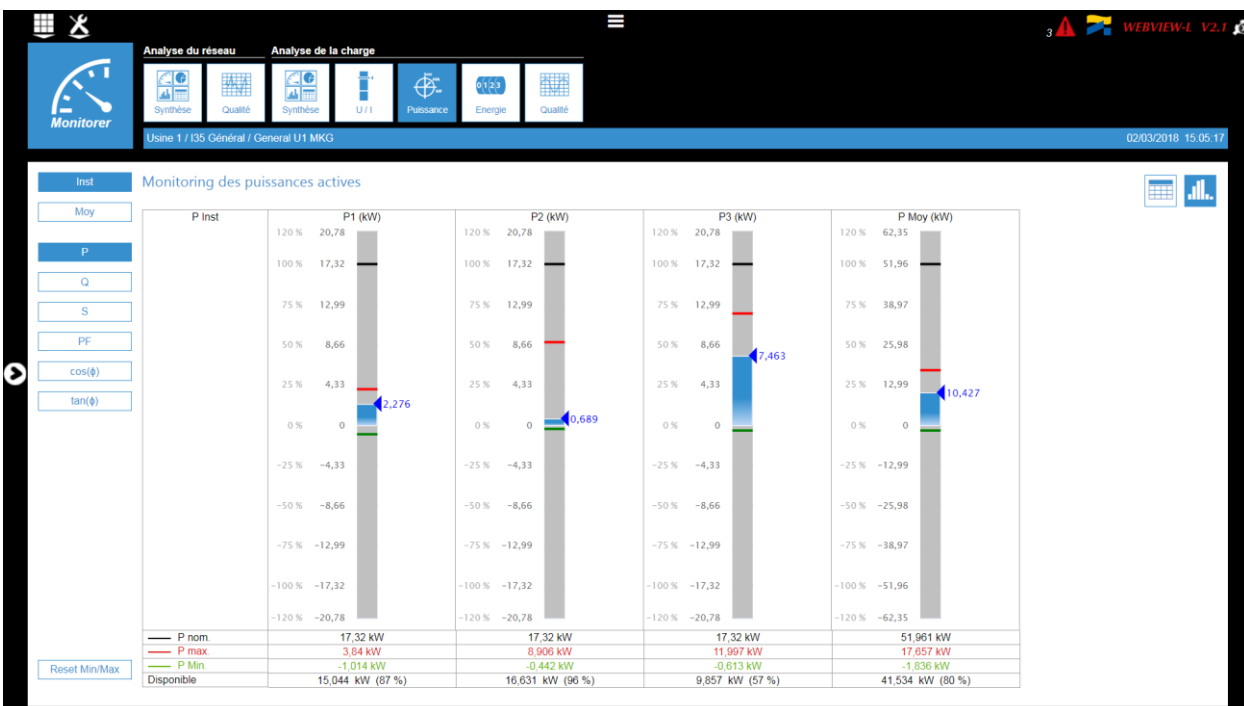 3 WEBVIEW-L V2.1
Analyse du réseau Analyse de la charge
Monitorer
Synthèse Qualité Synthèse U / I Puissance 0123 Energie Qualité
Usine 1 / I35 Général / General U1 MKG 02/03/2018 15:05:17
Inst
Moy
P
Q
S
PF
cos(ϕ)
tan(ϕ)
Reset Min/Max
Monitoring des puissances actives
P Inst P1 (kW) P2 (kW) P3 (kW) P Moy (kW)
120 % 20,78 120 % 20,78 120 % 20,78 120 % 62,35
100 % 17,32 100 % 17,32 100 % 17,32 100 % 51,96
75 % 12,99 75 % 12,99 75 % 12,99 75 % 38,97
50 % 8,66 50 % 8,66 50 % 8,66 50 % 25,98
7,463
25 % 4,33 25 % 4,33 25 % 4,33 25 % 12,99
10,427
2,276
0,689
0 % 0 0 % 0 0 % 0 0 % 0
-25 % -4,33 -25 % -4,33 -25 % -4,33 -25 % -12,99
-50 % -8,66 -50 % -8,66 -50 % -8,66 -50 % -25,98
-75 % -12,99 -75 % -12,99 -75 % -12,99 -75 % -38,97
-100 % -17,32 -100 % -17,32 -100 % -17,32 -100 % -51,96
-120 % -20,78 -120 % -20,78 -120 % -20,78 -120 % -62,35
P nom. 17,32 kW 17,32 kW 17,32 kW 51,961 kW
P max. 3,84 kW 8,906 kW 11,997 kW 17,657 kW
P Min. -1,014 kW -0,442 kW -0,613 kW -1,836 kW
Disponible 15,044 kW (87 %) 16,631 kW (96 %) 9,857 kW (57 %) 41,534 kW (80 %)